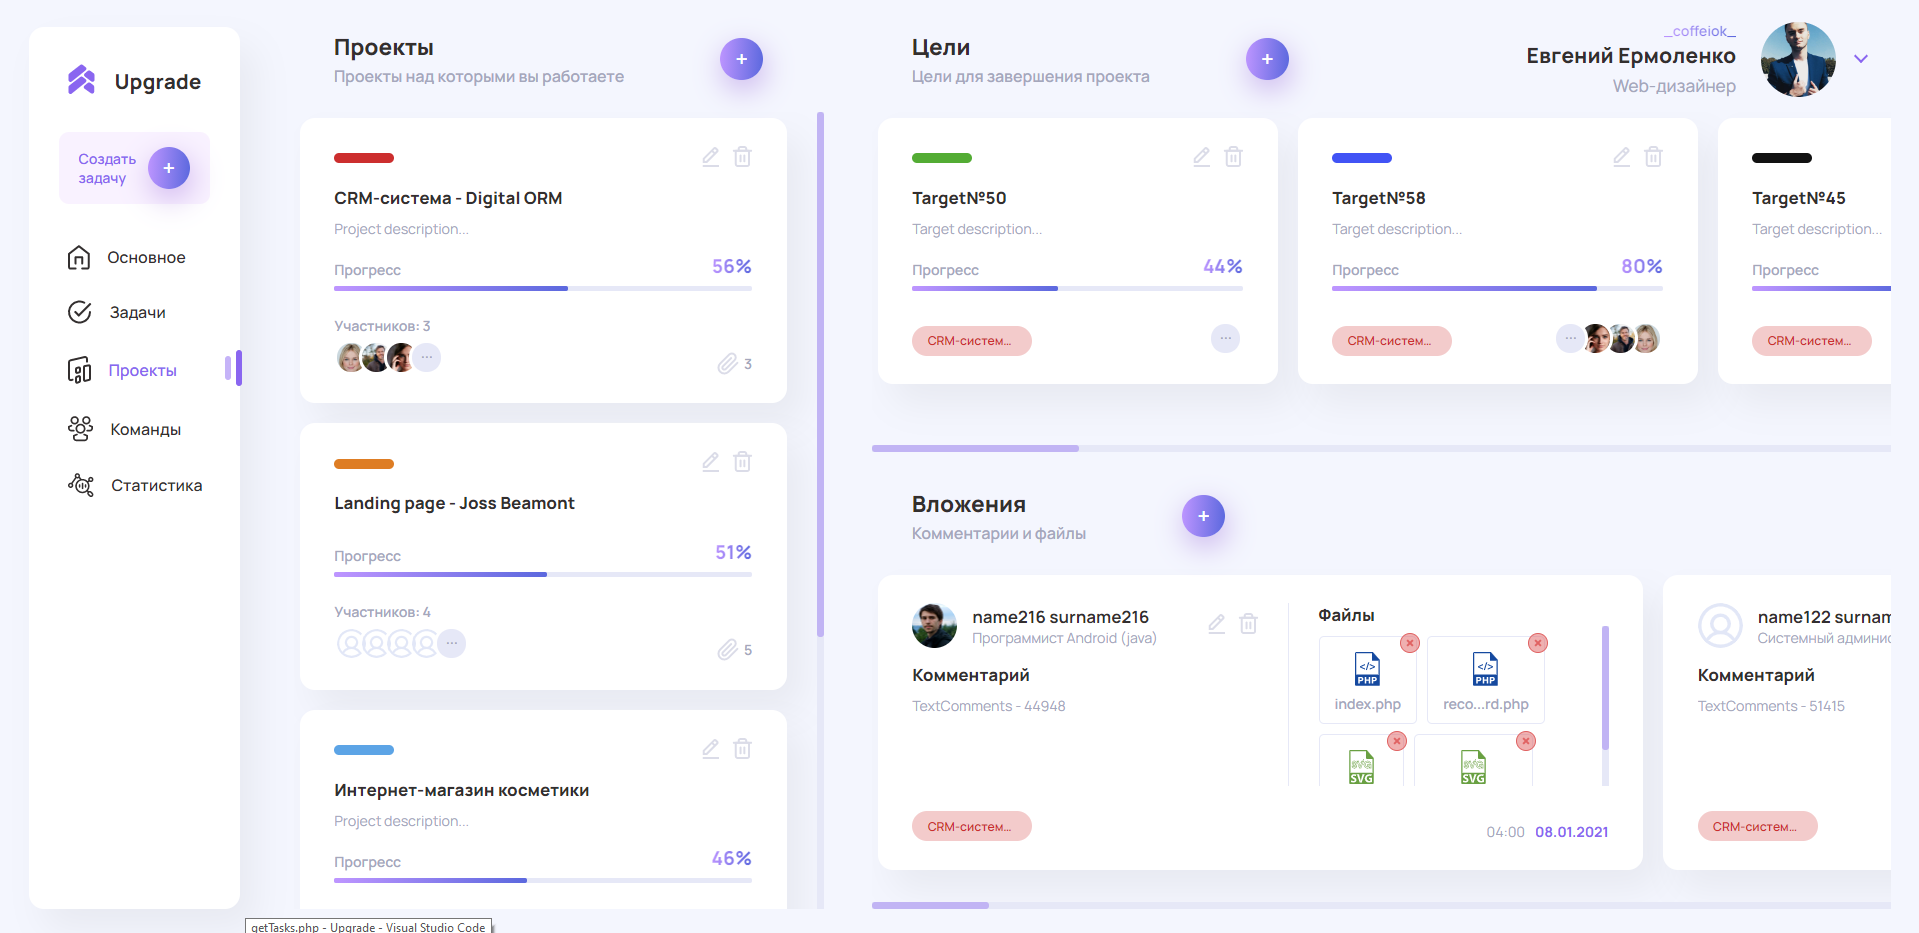 Upgrade
Создать
задачу
+
Основное
Задачи
Проекты
Команды
Статистика
Проекты
Проекты над которыми вы работаете
+
CRM-система - Digital ORM
Project description...
Прогресс
56%
Участников: 3
...
3
Landing page - Joss Beamont
Прогресс
51%
Участников: 4
...
5
Интернет-магазин косметики
Project description...
Прогресс
46%
Цели
Цели для завершения проекта
+
_coffeiok_
Евгений Ермоленко
Web-дизайнер
Target№50
Target description...
Прогресс
44%
CRM-систем...
...
Target№58
Target description...
Прогресс
80%
CRM-систем...
...
Target№45
Target description...
Прогресс
CRM-систем...
Вложения
Комментарии и файлы
+
name216 surname216
Программист Android (java)
Комментарий
TextComments - 44948
CRM-систем...
Файлы
</>
PHP
index.php
</>
PHP
reco...rd.php
SVG
SVG
SVG
SVG
04:00 08.01.2021
name122 surnam
Системный админис
Комментарий
TextComments - 51415
CRM-систем...
getTasks.php - Upgrade - Visual Studio Code